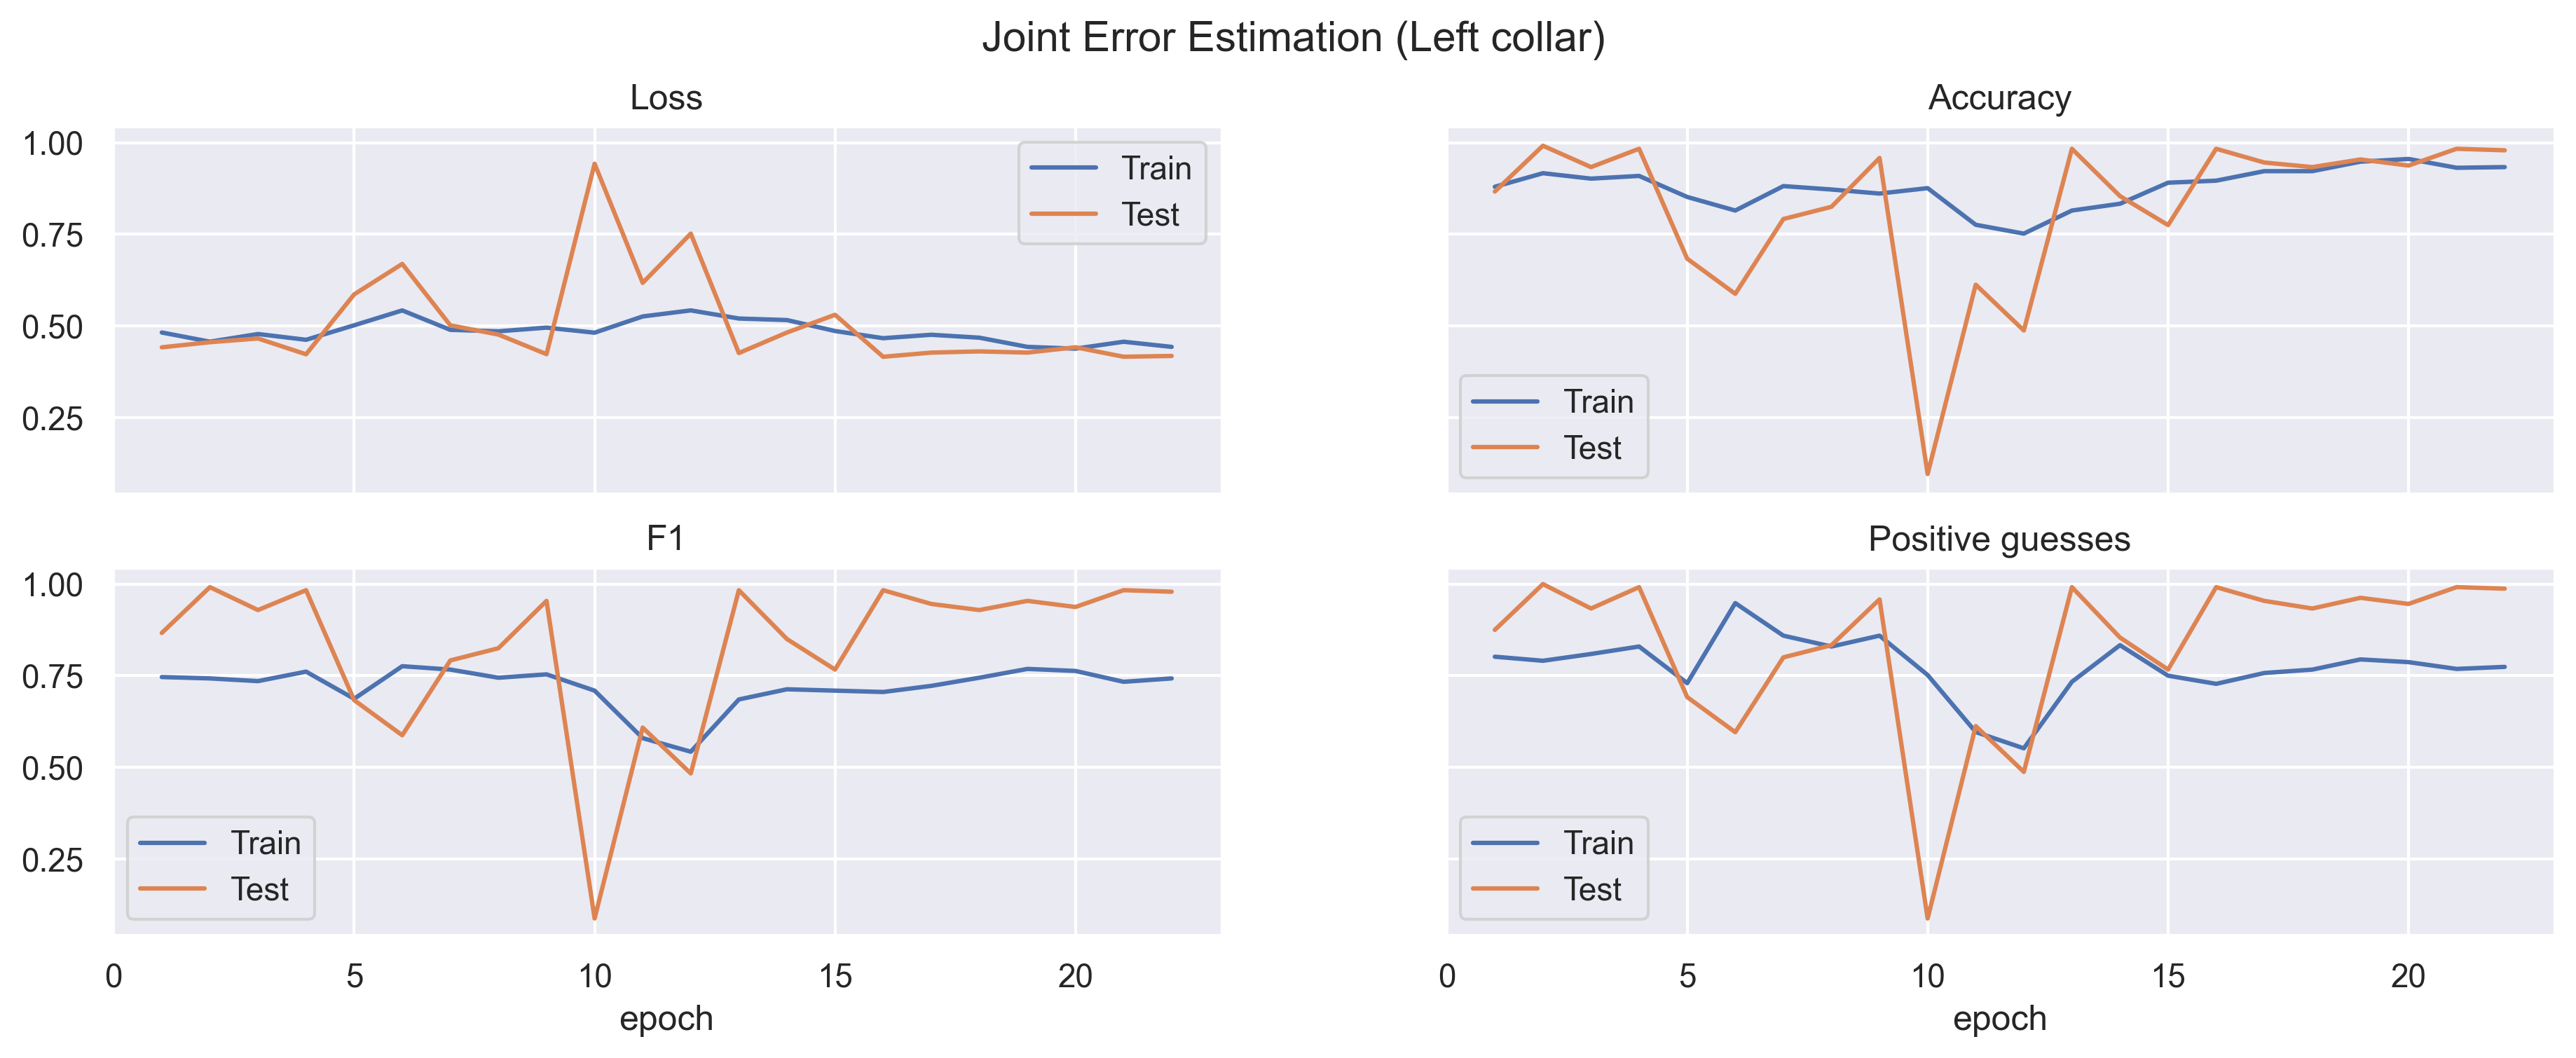 Joint Error Estimation (Left collar)
Loss
1.00
0.75
0.50
0.25
Train
Test
Accuracy
Train
Test
F1
1.00
0.75
0.50
0.25
Train
Test
0 5 10 15 20
epoch
Positive guesses
Train
Test
0 5 10 15 20
epoch